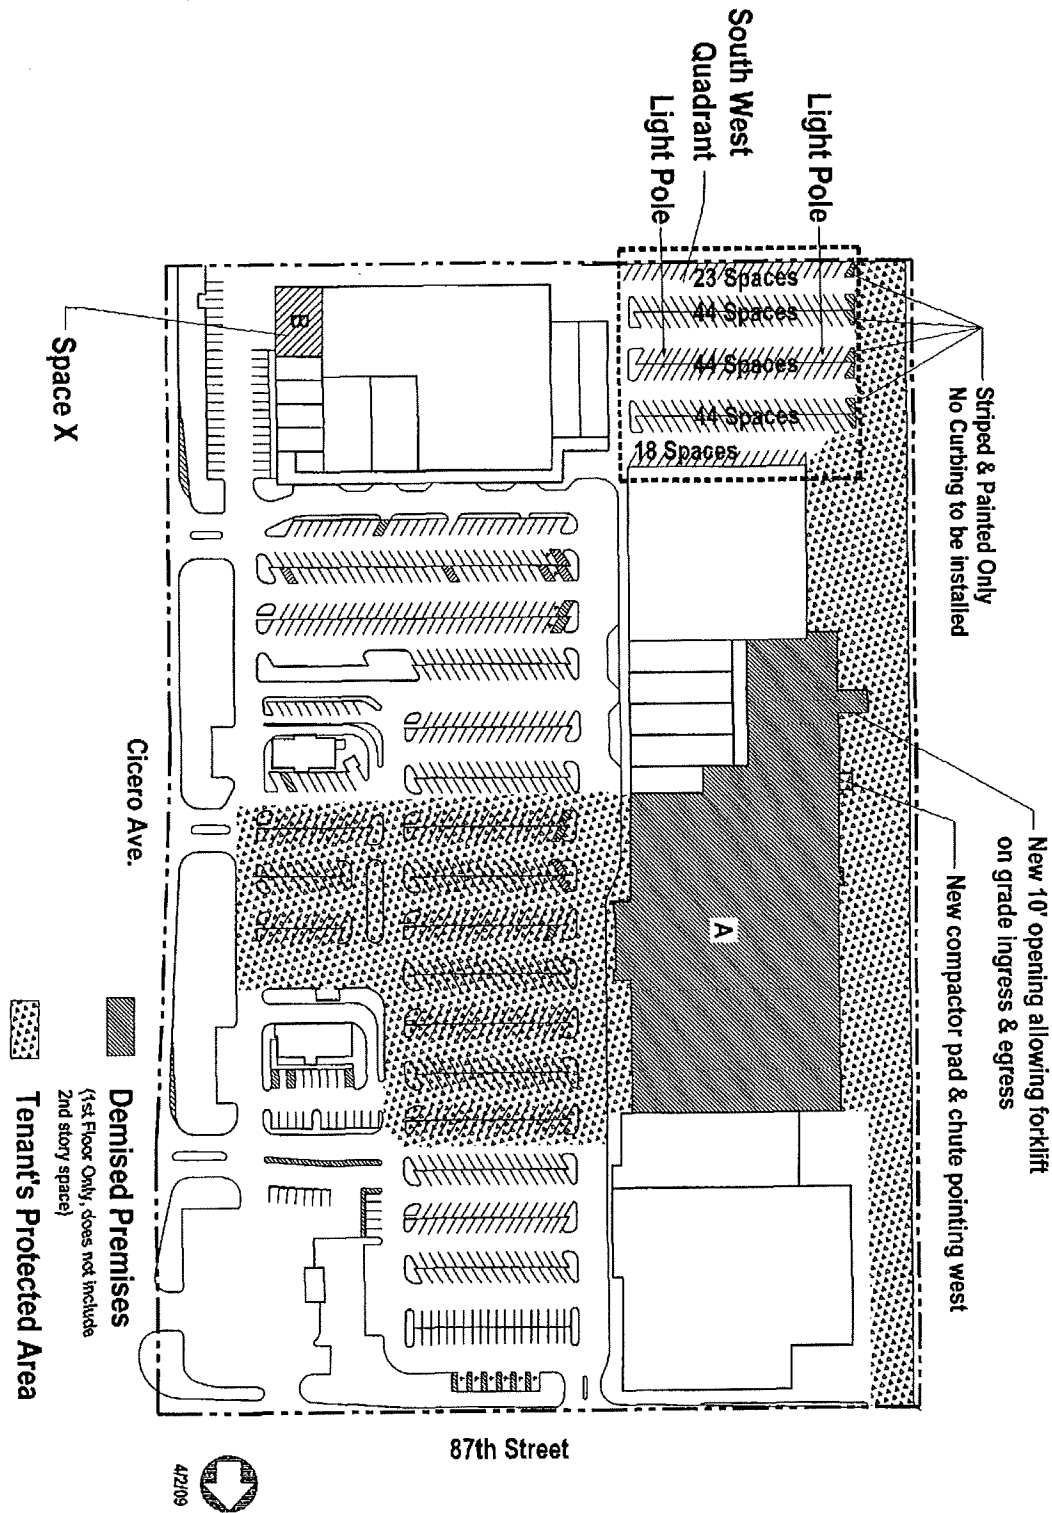 South West
Quadrant
Light Pole
Light Pole
23 Spaces
44 Spaces
44 Spaces
44 Spaces
18 Spaces
Striped & Painted Only
No Curbing to be installed
New 10' opening allowing forklift
on grade ingress & egress
New compactor pad & chute pointing west
B
Space X
A
Cicero Ave.
87th Street
Demised Premises
(1st Floor Only, does not include
2nd story space)
Tenant's Protected Area
4/2/09